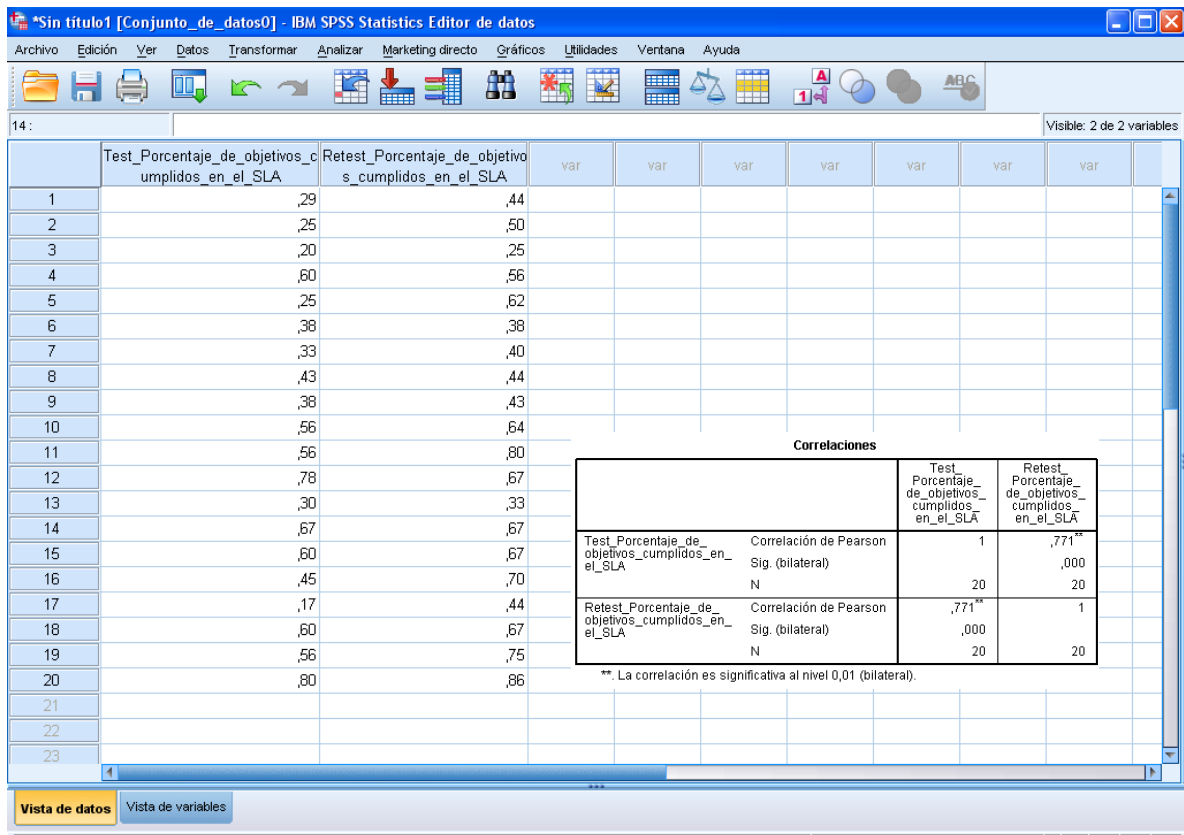 *Sin título1 [Conjunto_de_datos0] - IBM SPSS Statistics Editor de datos
Archivo Edición Ver Datos Transformar Analizar Marketing directo Gráficos Utilidades Ventana Ayuda
A
1
ABC
14 :
Visible: 2 de 2 variables
Test_Porcentaje_de_objetivos_c Retest_Porcentaje_de_objetivo var var var var var var var
umplidos_en_el_SLA s_cumplidos_en_el_SLA
1 ,29 ,44
2 ,25 ,50
3 ,20 ,25
4 ,60 ,56
5 ,25 ,62
6 ,38 ,38
7 ,33 ,40
8 ,43 ,44
9 ,38 ,43
10 ,56 ,64
11 ,56 ,80
12 ,78 ,67
13 ,30 ,33
14 ,67 ,67
15 ,60 ,67
16 ,45 ,70
17 ,17 ,44
18 ,60 ,67
19 ,56 ,75
20 ,80 ,86
21
22
23
Correlaciones
Test_ Retest_
Porcentaje_ Porcentaje_
de_objetivos_ de_objetivos_
cumplidos_ cumplidos_
en_el_SLA en_el_SLA
Test_Porcentaje_de_ Correlación de Pearson 1 ,771**
objetivos_cumplidos_en_
el_SLA Sig. (bilateral) ,000
N 20 20
Retest_Porcentaje_de_ Correlación de Pearson ,771** 1
objetivos_cumplidos_en_
el_SLA Sig. (bilateral) ,000
N 20 20
**. La correlación es significativa al nivel 0,01 (bilateral).
Vista de datos Vista de variables